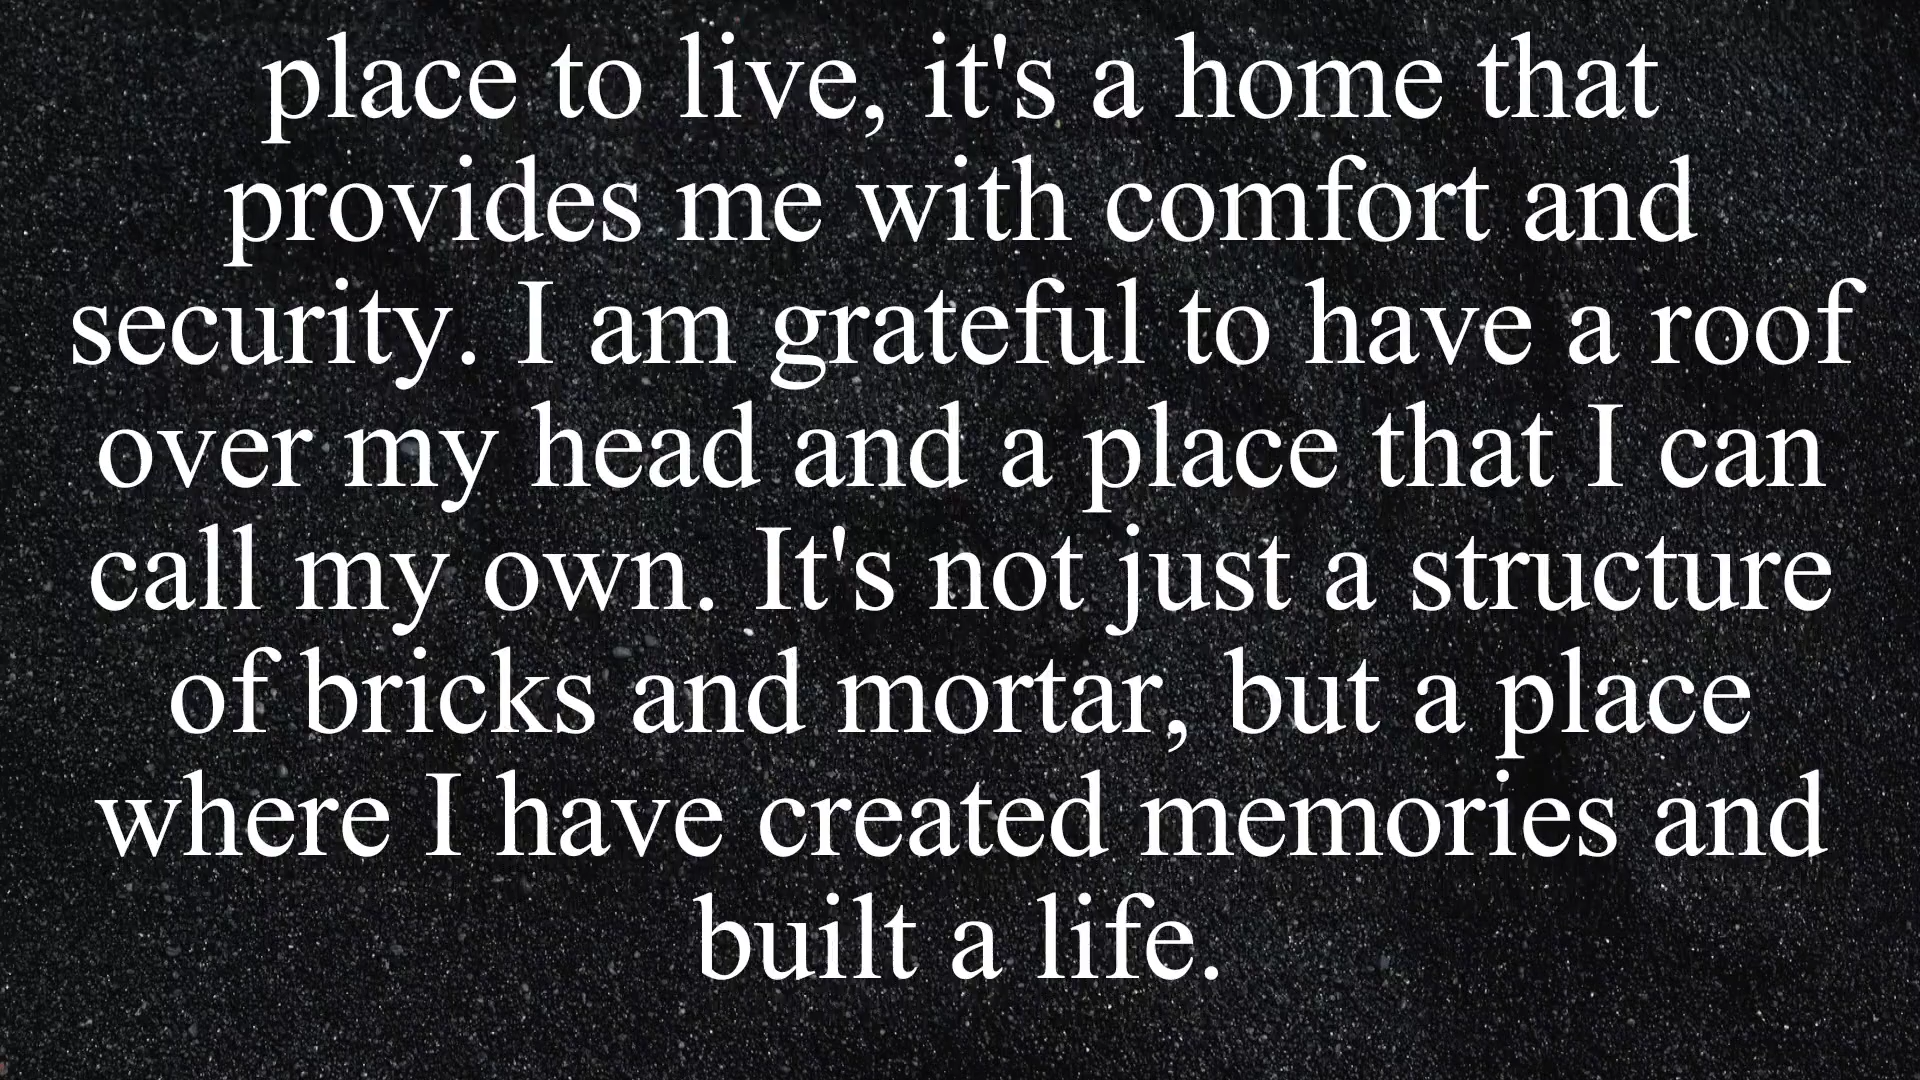 place to live, it's a home that
provides me with comfort and
security. I am grateful to have a roof
over my head and a place that I can
call my own. It's not just a structure
of bricks and mortar, but a place
where I have created memories and
built a life.